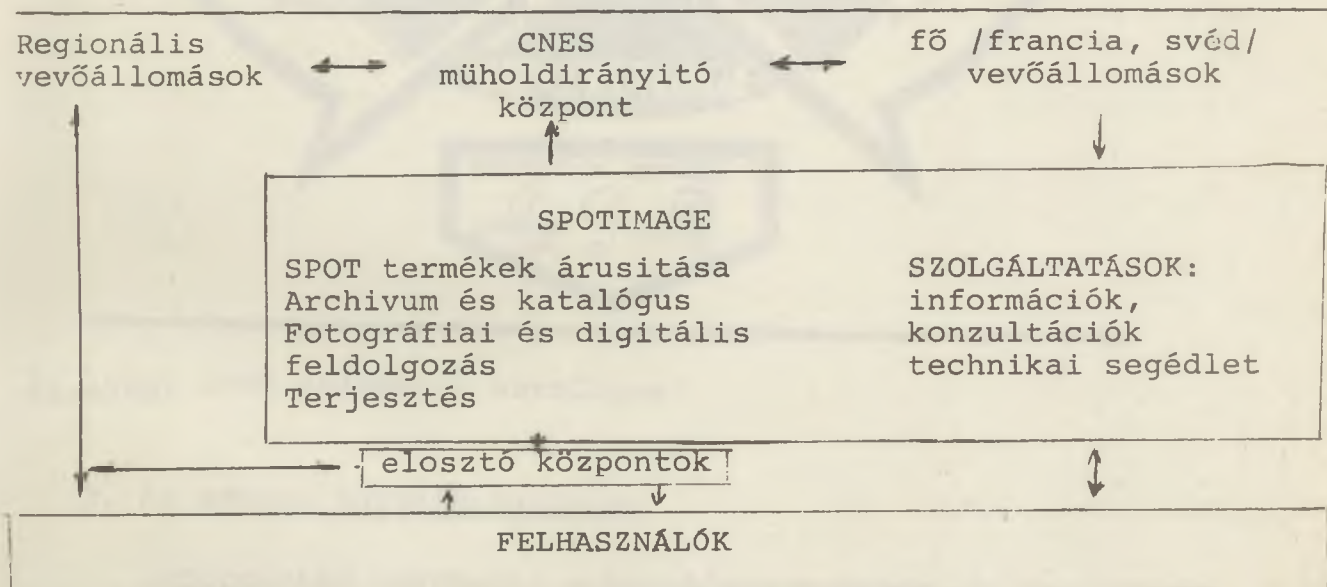 Regionális
vevőállomások
CNES
müholdirányitó
központ
fő /francia, svéd/
vevőállomások
SPOTIMAGE
SPOT termékek árusitása
Archivum és katalógus
Fotográfiai és digitális
feldolgozás
Terjesztés
SZOLGÁLTATÁSOK:
információk,
konzultációk
technikai segédlet
elosztó központok
FELHASZNÁLÓK